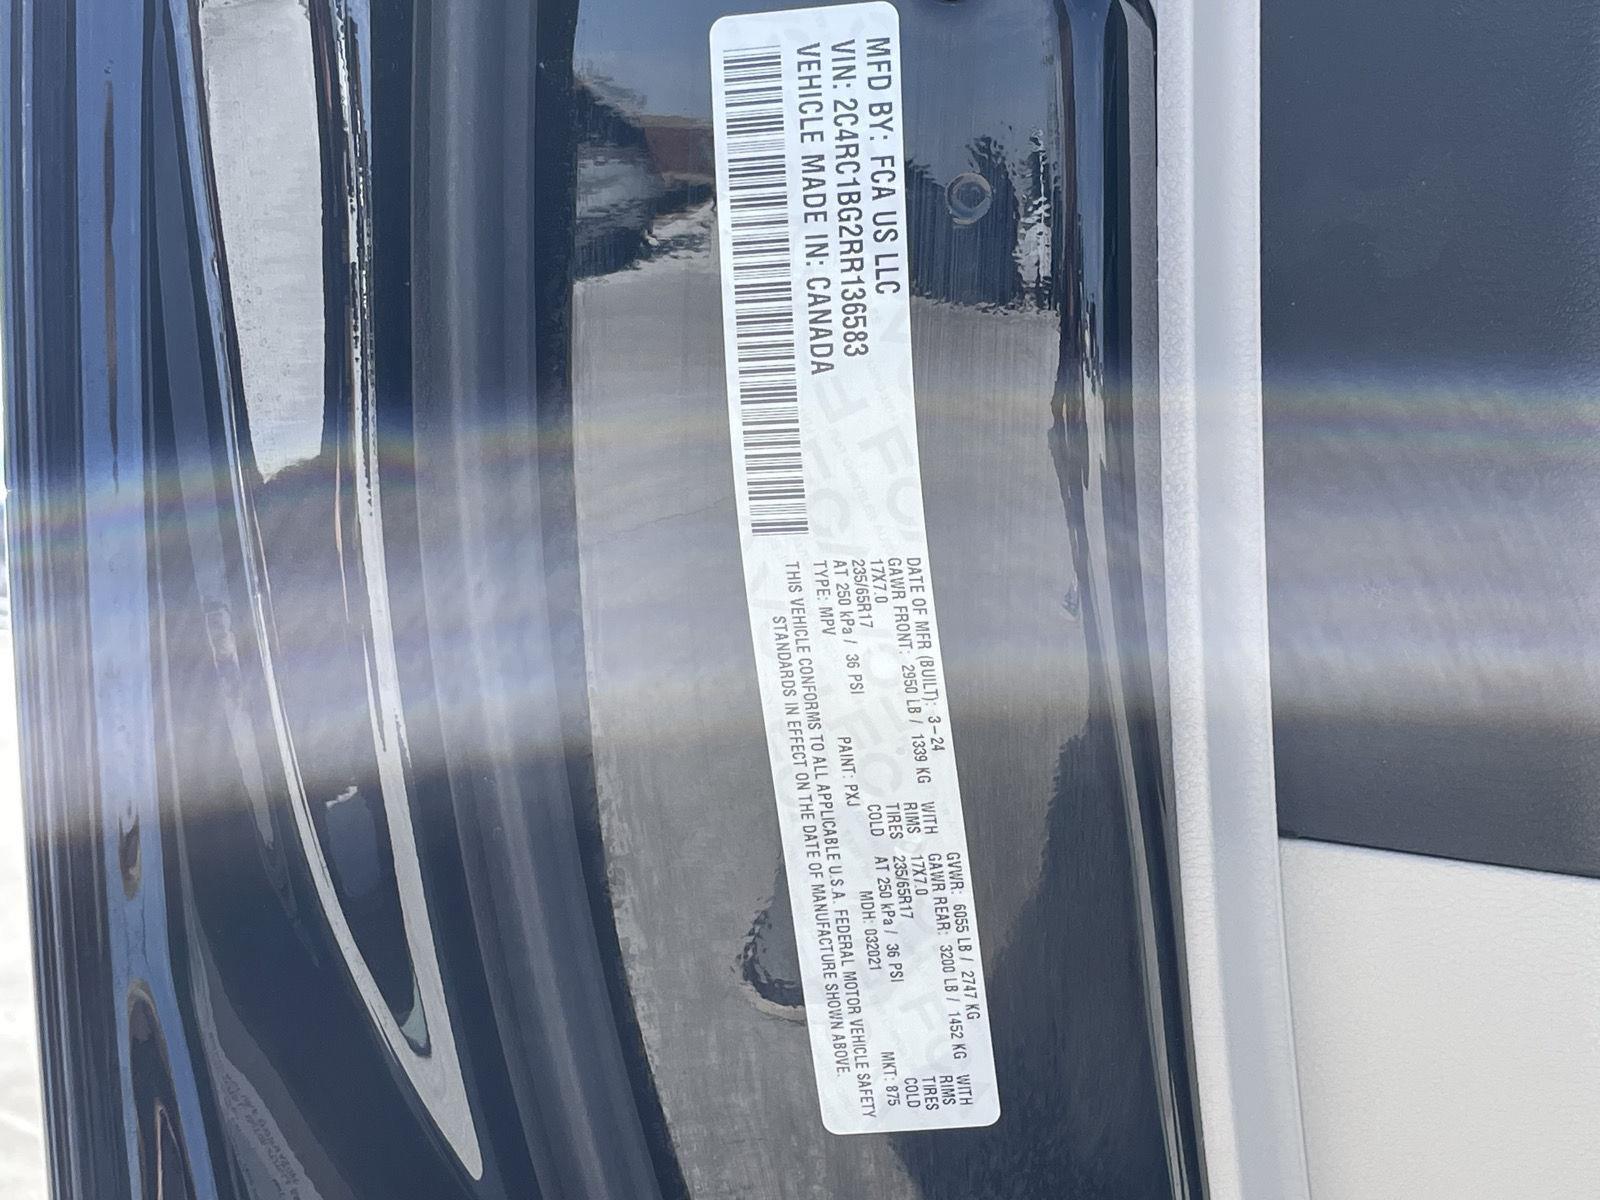 MFD BY: FCA US LLC
VIN: 2C4RC1BG2RR136583
VEHICLE MADE IN: CANADA
DATE OF MFR (BUILT): 3-24
GVWR: 6055 LB / 2747 KG
GAWR FRONT: 2950 LB / 1339 KG WITH
GAWR REAR: 3200 LB / 1452 KG WITH
17X7.0 RIMS
17X7.0 RIMS
235/65R17 TIRES
235/65R17 TIRES
AT 250 kPa / 36 PSI COLD
AT 250 kPa / 36 PSI COLD
TYPE: MPV PAINT: PXJ MDH: 032021 MKT: 875
THIS VEHICLE CONFORMS TO ALL APPLICABLE U.S.A. FEDERAL MOTOR VEHICLE SAFETY
STANDARDS IN EFFECT ON THE DATE OF MANUFACTURE SHOWN ABOVE.